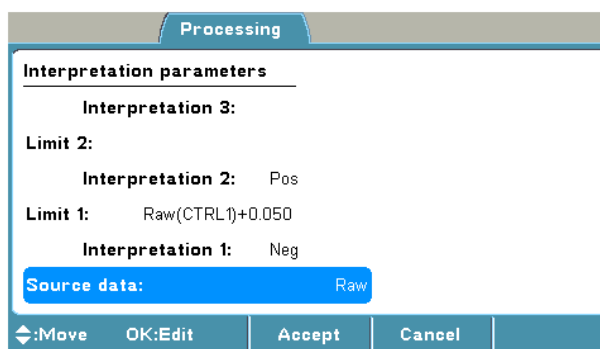 Processing
Interpretation parameters
Interpretation 3:
Limit 2:
Interpretation 2: Pos
Limit 1: Raw(CTRL1)+0.050
Interpretation 1: Neg
Source data: Raw
:Move OK:Edit Accept Cancel